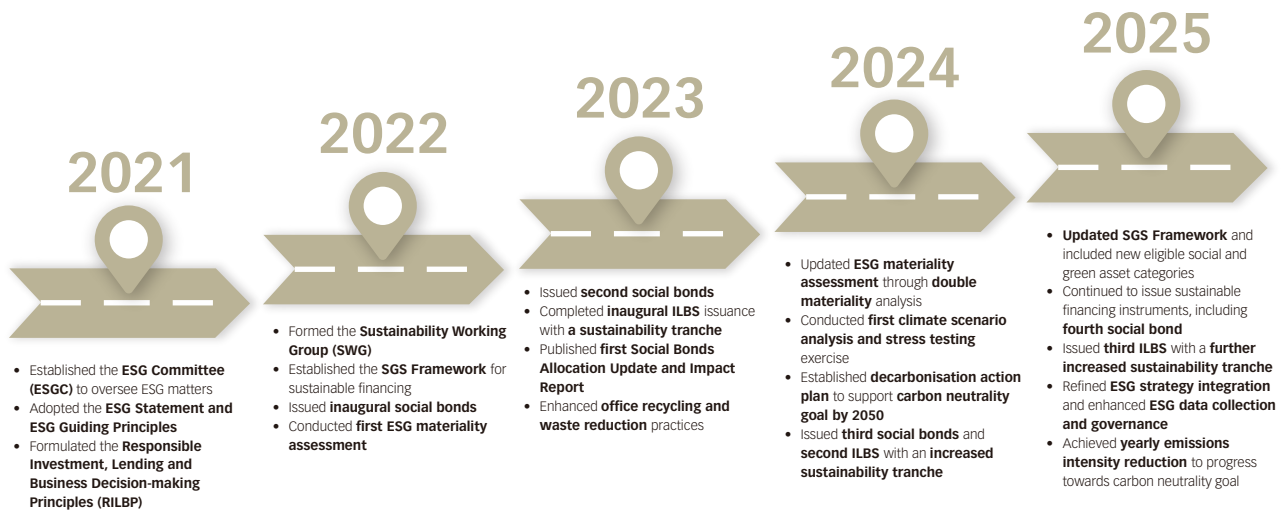 2021
• Established the ESG Committee
(ESGC) to oversee ESG matters
• Adopted the ESG Statement and
ESG Guiding Principles
• Formulated the Responsible
Investment, Lending and
Business Decision-making
Principles (RILBP)
2022
• Formed the Sustainability Working
Group (SWG)
• Established the SGS Framework for
sustainable financing
• Issued inaugural social bonds
• Conducted first ESG materiality
assessment
2023
• Issued second social bonds
• Completed inaugural ILBS issuance
with a sustainability tranche
• Published first Social Bonds
Allocation Update and Impact
Report
• Enhanced office recycling and
waste reduction practices
2024
• Updated ESG materiality
assessment through double
materiality analysis
• Conducted first climate scenario
analysis and stress testing
exercise
• Established decarbonisation action
plan to support carbon neutrality
goal by 2050
• Issued third social bonds and
second ILBS with an increased
sustainability tranche
2025
• Updated SGS Framework and
included new eligible social and
green asset categories
• Continued to issue sustainable
financing instruments, including
fourth social bond
• Issued third ILBS with a further
increased sustainability tranche
• Refined ESG strategy integration
and enhanced ESG data collection
and governance
• Achieved yearly emissions
intensity reduction to progress
towards carbon neutrality goal